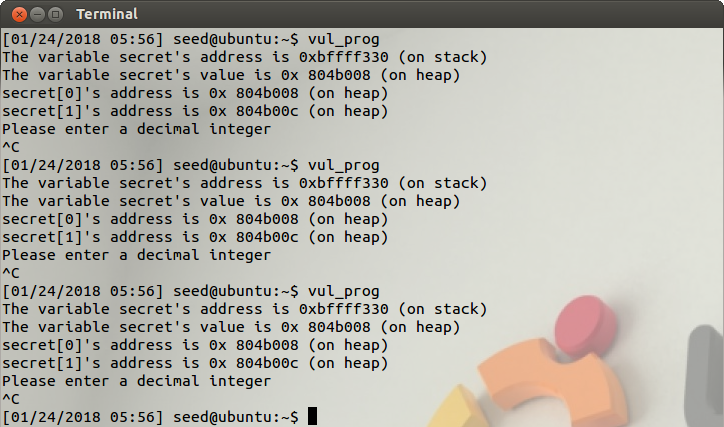 Terminal
[01/24/2018 05:56] seed@ubuntu:~$ vul_prog
The variable secret's address is 0xbffff330 (on stack)
The variable secret's value is 0x 804b008 (on heap)
secret[0]'s address is 0x 804b008 (on heap)
secret[1]'s address is 0x 804b00c (on heap)
Please enter a decimal integer
^C
[01/24/2018 05:56] seed@ubuntu:~$ vul_prog
The variable secret's address is 0xbffff330 (on stack)
The variable secret's value is 0x 804b008 (on heap)
secret[0]'s address is 0x 804b008 (on heap)
secret[1]'s address is 0x 804b00c (on heap)
Please enter a decimal integer
^C
[01/24/2018 05:56] seed@ubuntu:~$ vul_prog
The variable secret's address is 0xbffff330 (on stack)
The variable secret's value is 0x 804b008 (on heap)
secret[0]'s address is 0x 804b008 (on heap)
secret[1]'s address is 0x 804b00c (on heap)
Please enter a decimal integer
^C
[01/24/2018 05:56] seed@ubuntu:~$